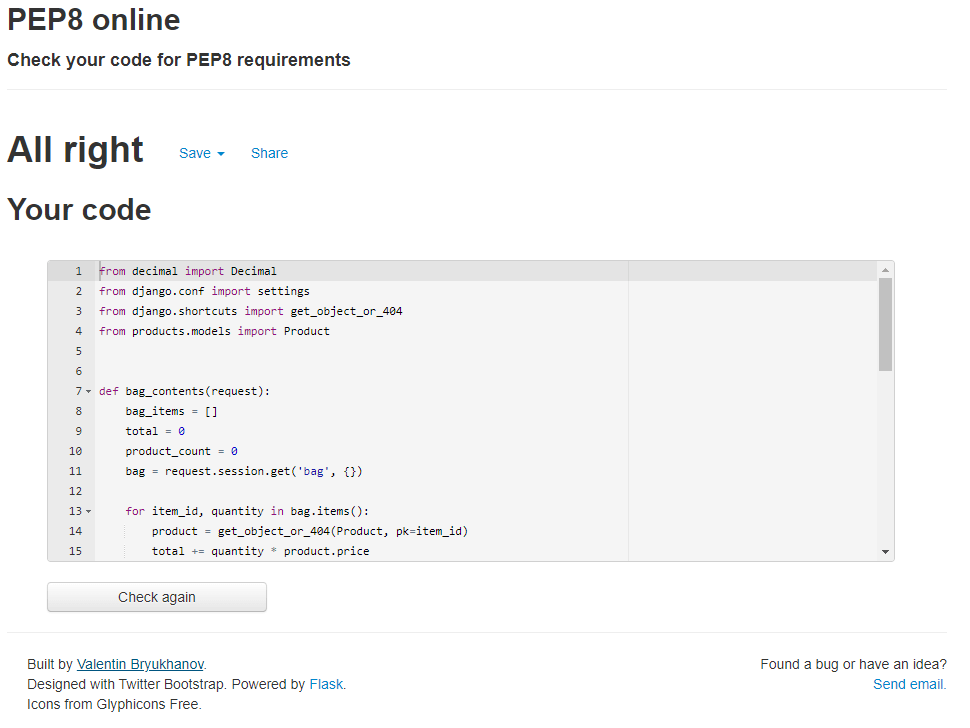 PEP8 online
Check your code for PEP8 requirements
All right Save Share
Your code
1 from decimal import Decimal
2 from django.conf import settings
3 from django.shortcuts import get_object_or_404
4 from products.models import Product
5
6
7 def bag_contents(request):
8     bag_items = []
9     total = 0
10     product_count = 0
11     bag = request.session.get('bag', {})
12
13     for item_id, quantity in bag.items():
14         product = get_object_or_404(Product, pk=item_id)
15         total += quantity * product.price
Check again
Built by Valentin Bryukhanov.
Designed with Twitter Bootstrap. Powered by Flask.
Icons from Glyphicons Free.
Found a bug or have an idea?
Send email.